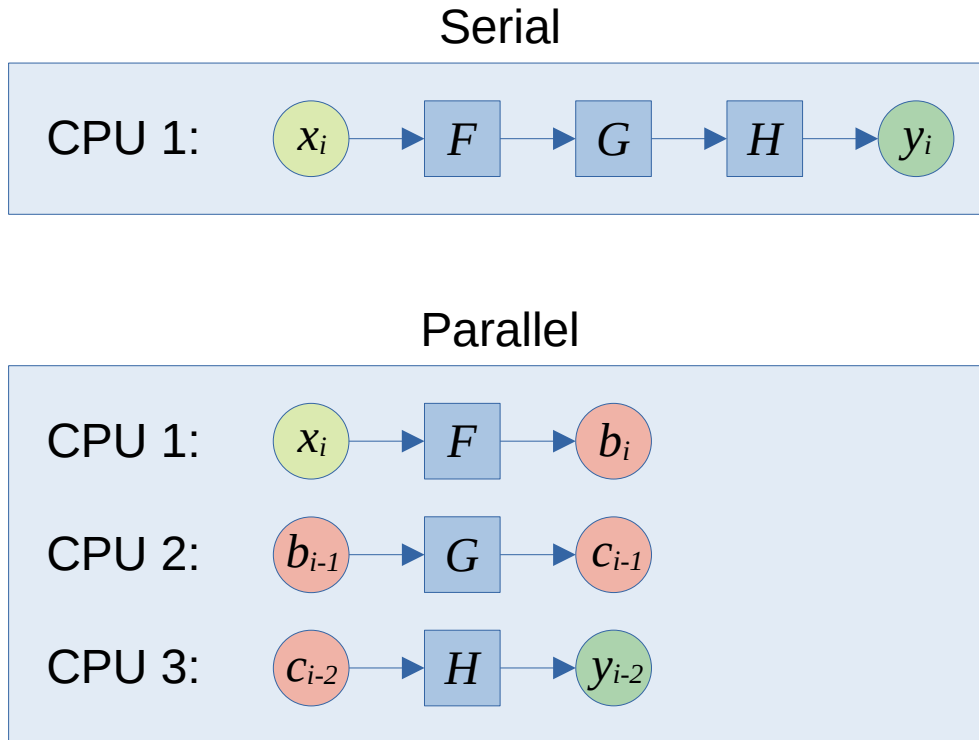 Serial
CPU 1: xᵢ F G H yᵢ
Parallel
CPU 1: xᵢ F bᵢ
CPU 2: bᵢ₋₁ G cᵢ₋₁
CPU 3: cᵢ₋₂ H yᵢ₋₂